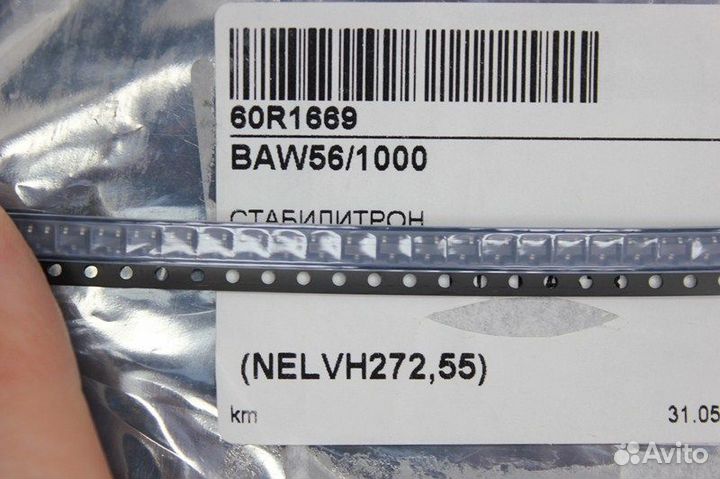 60R1669
BAW56/1000
СТАБИЛИТРОН
(NELVH272,55)
km
31.05
Avito